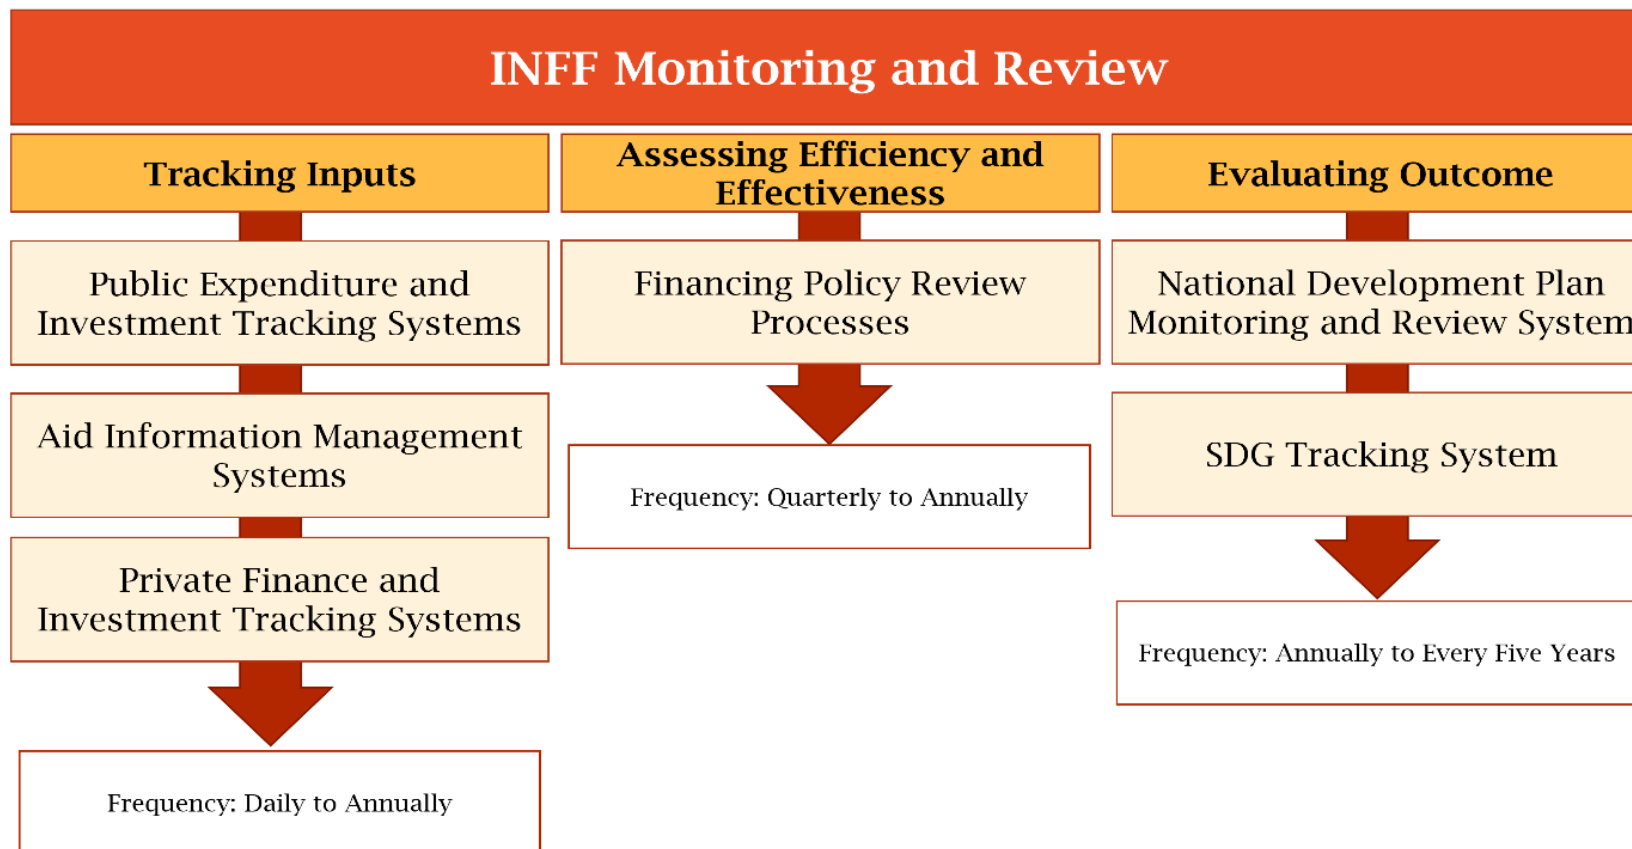 INFF Monitoring and Review
Tracking Inputs
Public Expenditure and
Investment Tracking Systems
Aid Information Management
Systems
Private Finance and
Investment Tracking Systems
Frequency: Daily to Annually
Assessing Efficiency and
Effectiveness
Financing Policy Review
Processes
Frequency: Quarterly to Annually
Evaluating Outcome
National Development Plan
Monitoring and Review System
SDG Tracking System
Frequency: Annually to Every Five Years